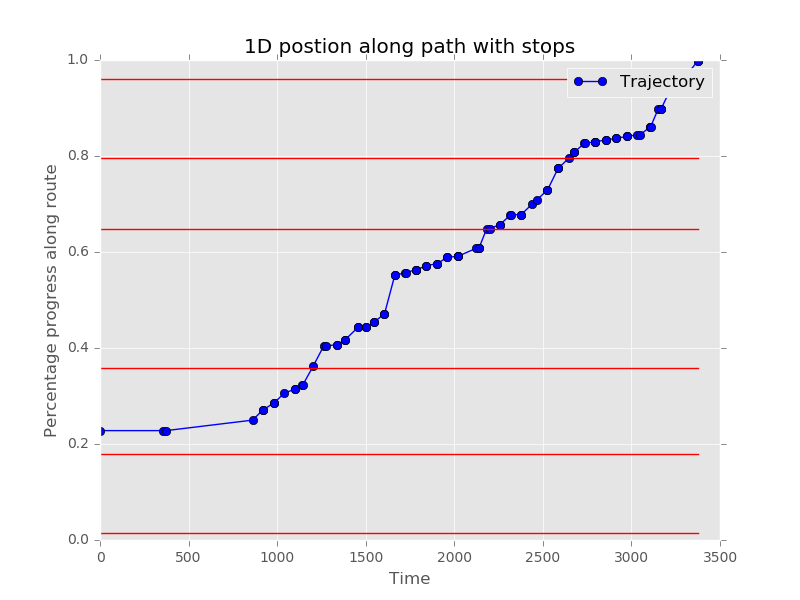 1D postion along path with stops
1.0
Trajectory
0.8
0.6
0.4
0.2
0.0
Percentage progress along route
0 500 1000 1500 2000 2500 3000 3500
Time